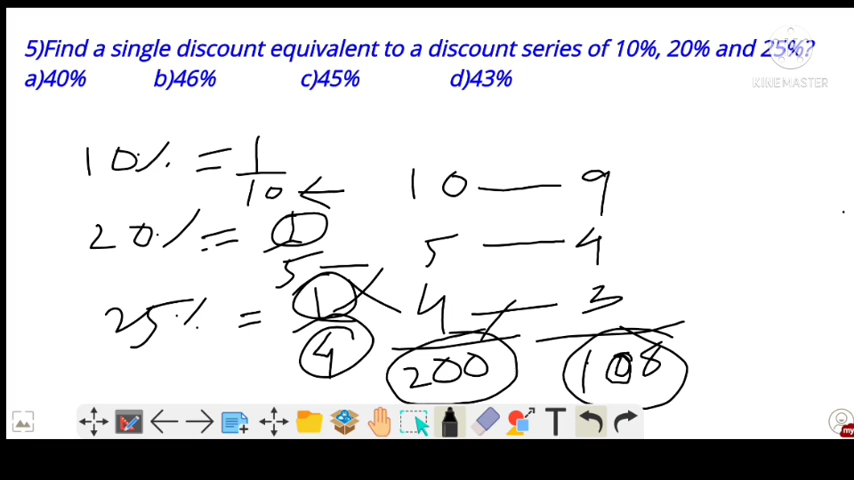 5)Find a single discount equivalent to a discount series of 10%, 20% and 25%?
a)40% b)46% c)45% d)43%
KINEMASTER
10% = 1/10 ← 10 — 9
20% = 1/5 5 — 4
25% = 1/4 4 — 3
200 108
T
my